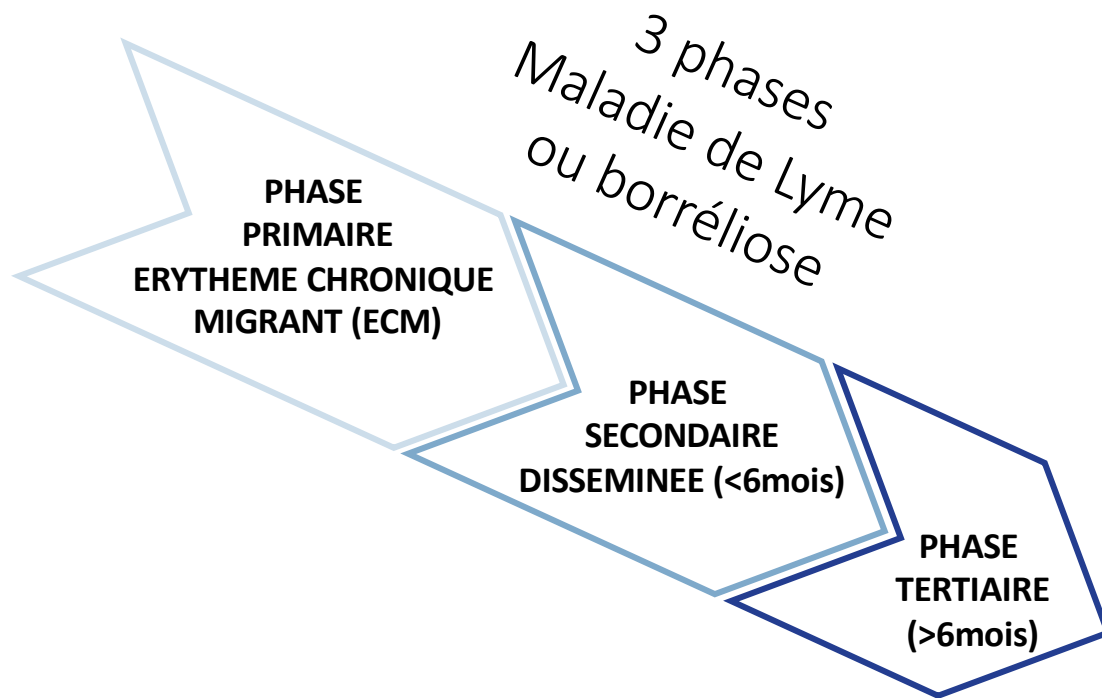 3 phases
Maladie de Lyme
ou borréliose
PHASE
PRIMAIRE
ERYTHEME CHRONIQUE
MIGRANT (ECM)
PHASE
SECONDAIRE
DISSEMINEE (<6mois)
PHASE
TERTIAIRE
(>6mois)